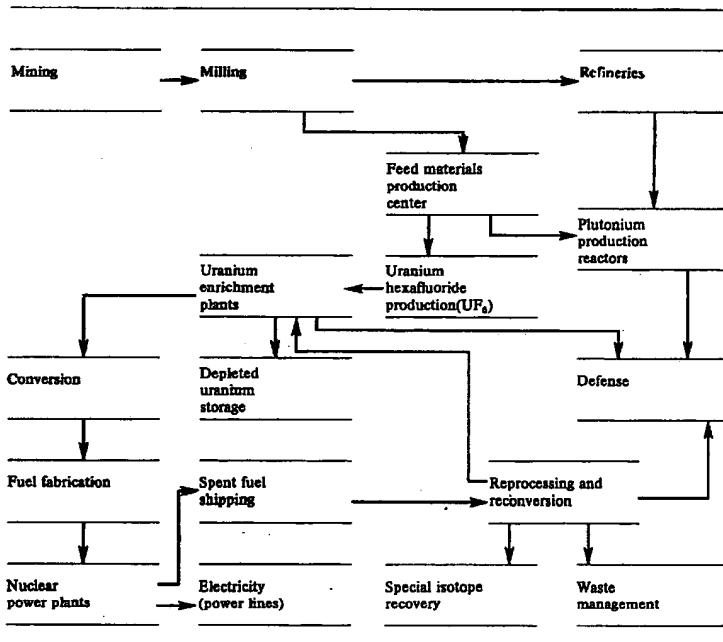 Mining
Milling
Refineries
Feed materials
production
center
Plutonium
production
reactors
Uranium
enrichment
plants
Uranium
hexafluoride
production(UF₆)
Conversion
Depleted
uranium
storage
Defense
Fuel fabrication
Spent fuel
shipping
Reprocessing and
reconversion
Nuclear
power plants
Electricity
(power lines)
Special isotope
recovery
Waste
management